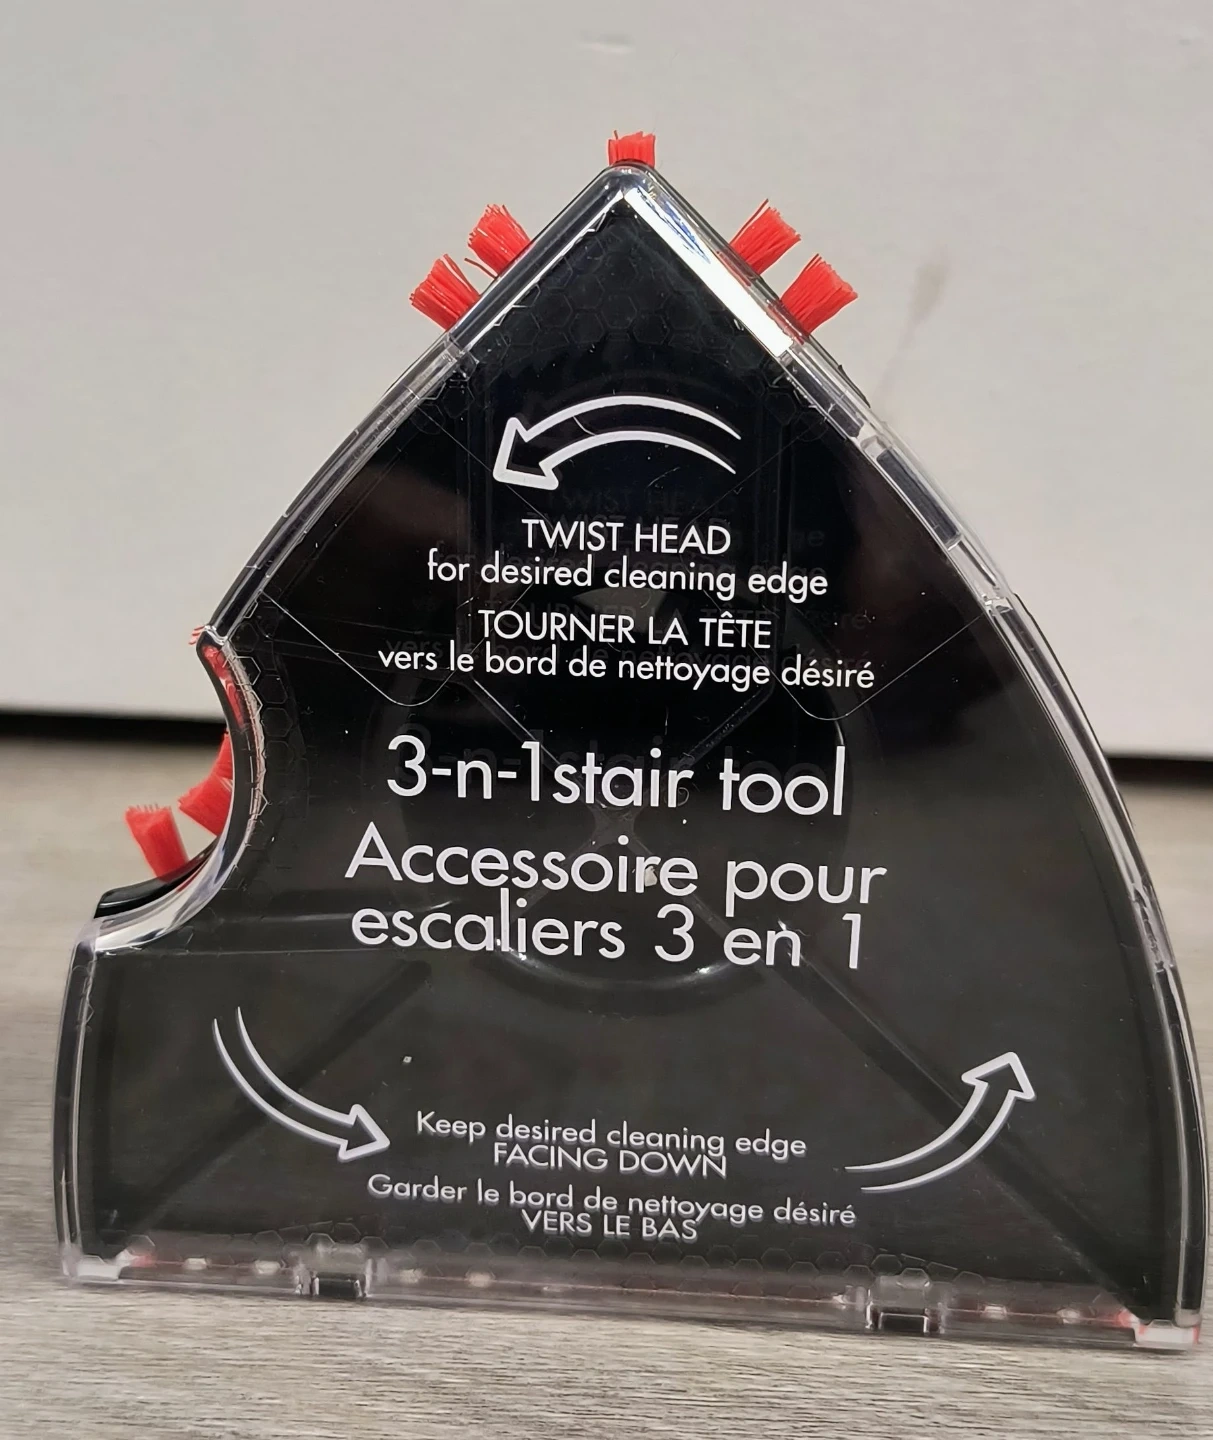 TWIST HEAD
for desired cleaning edge
TOURNER LA TÊTE
vers le bord de nettoyage désiré
3-n-1stair tool
Accessoire pour
escaliers 3 en 1
Keep desired cleaning edge
FACING DOWN
Garder le bord de nettoyage désiré
VERS LE BAS